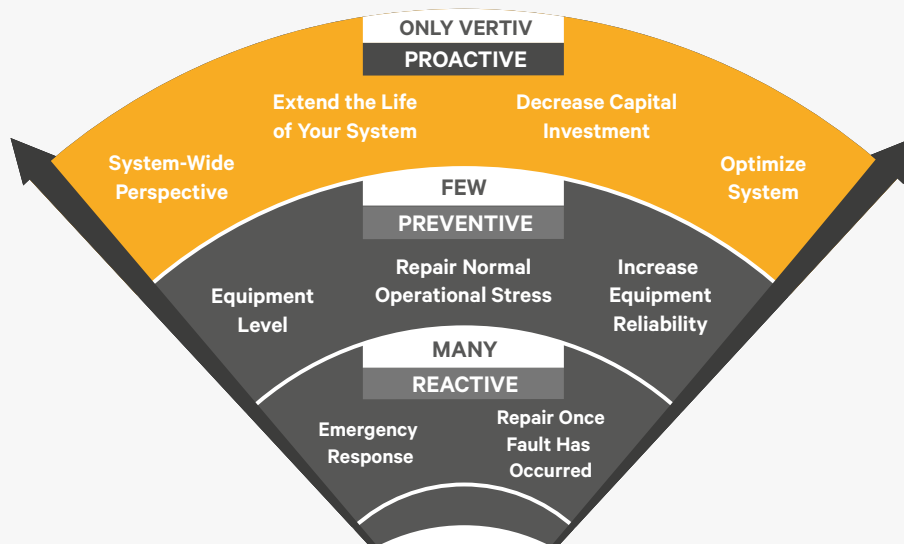 ONLY VERTIV
PROACTIVE
Extend the Life
of Your System
Decrease Capital
Investment
System-Wide
Perspective
Optimize
System
FEW
PREVENTIVE
Repair Normal
Operational Stress
Increase
Equipment
Reliability
Equipment
Level
MANY
REACTIVE
Emergency
Response
Repair Once
Fault Has
Occurred